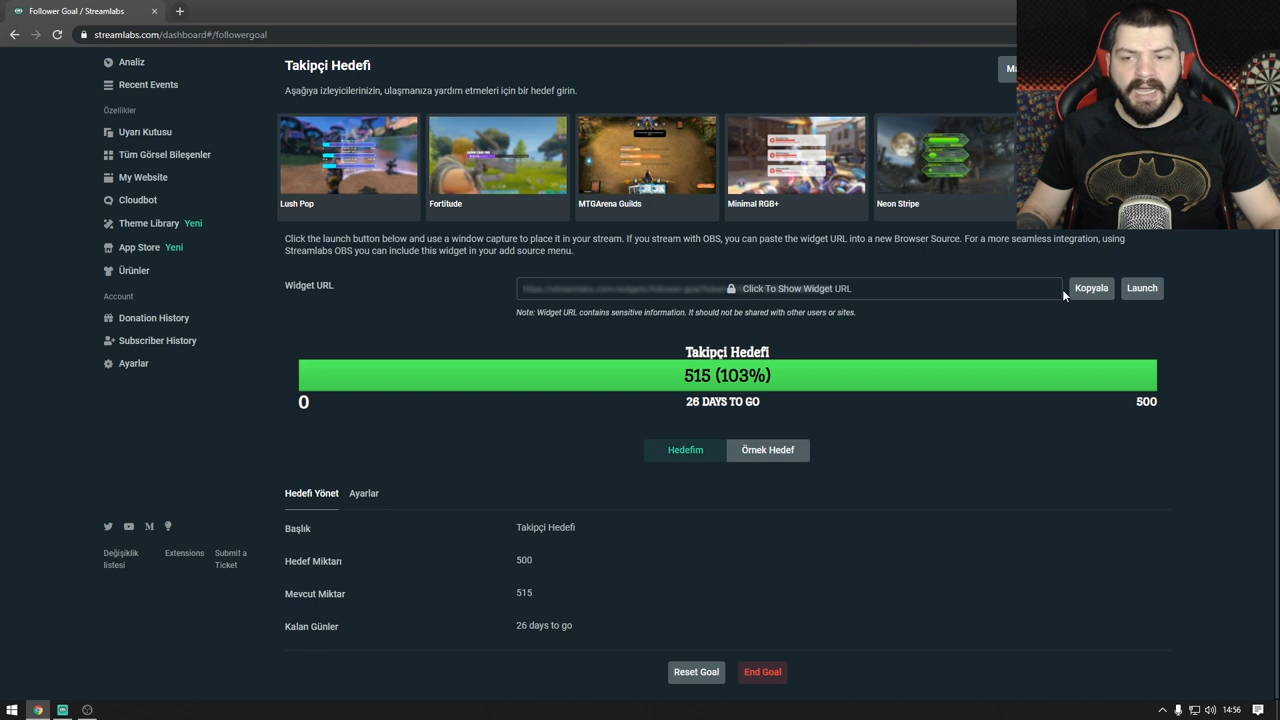 Follower Goal / Streamlabs
streamlabs.com/dashboard#/followergoal
Analiz
Recent Events
Özellikler
Uyarı Kutusu
Tüm Görsel Bileşenler
My Website
Cloudbot
Theme Library Yeni
App Store Yeni
Ürünler
Account
Donation History
Subscriber History
Ayarlar
Değişiklik listesi
Extensions
Submit a Ticket
Takipçi Hedefi
Aşağıya izleyicilerinizin, ulaşmanıza yardım etmeleri için bir hedef girin.
Lush Pop
Fortitude
MTGArena Guilds
Minimal RGB+
Neon Stripe
Click the launch button below and use a window capture to place it in your stream. If you stream with OBS, you can paste the widget URL into a new Browser Source. For a more seamless integration, using
Streamlabs OBS you can include this widget in your add source menu.
Widget URL
Click To Show Widget URL
Kopyala
Launch
Note: Widget URL contains sensitive information. It should not be shared with other users or sites.
Takipçi Hedefi
515 (103%)
0
26 DAYS TO GO
500
Hedefim
Örnek Hedef
Hedefi Yönet
Ayarlar
Başlık
Takipçi Hedefi
Hedef Miktarı
500
Mevcut Miktar
515
Kalan Günler
26 days to go
Reset Goal
End Goal
14:56